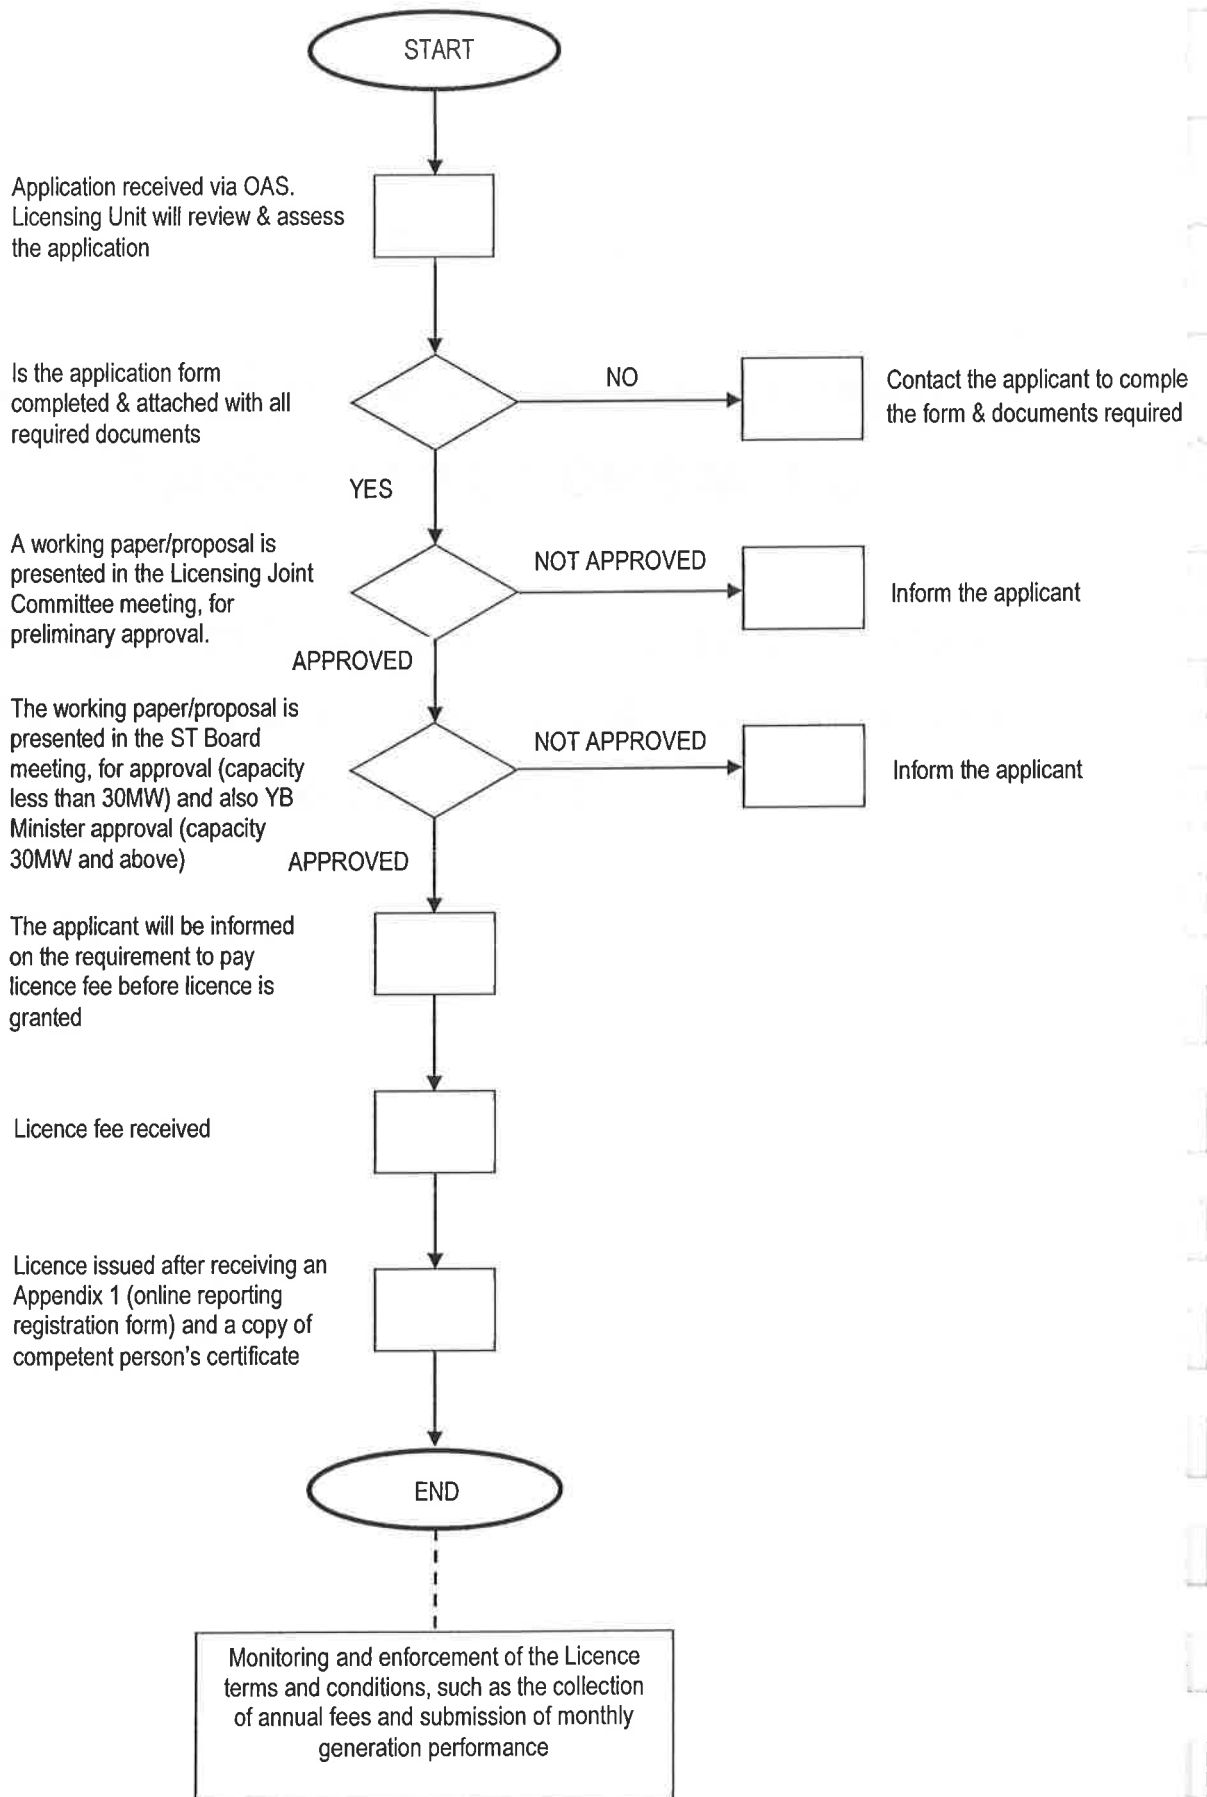 START
Application received via OAS.
Licensing Unit will review & assess
the application
Is the application form
completed & attached with all
required documents
NO
Contact the applicant to comple
the form & documents required
YES
A working paper/proposal is
presented in the Licensing Joint
Committee meeting, for
preliminary approval.
NOT APPROVED
Inform the applicant
APPROVED
The working paper/proposal is
presented in the ST Board
meeting, for approval (capacity
less than 30MW) and also YB
Minister approval (capacity
30MW and above)
NOT APPROVED
Inform the applicant
APPROVED
The applicant will be informed
on the requirement to pay
licence fee before licence is
granted
Licence fee received
Licence issued after receiving an
Appendix 1 (online reporting
registration form) and a copy of
competent person's certificate
END
Monitoring and enforcement of the Licence
terms and conditions, such as the collection
of annual fees and submission of monthly
generation performance